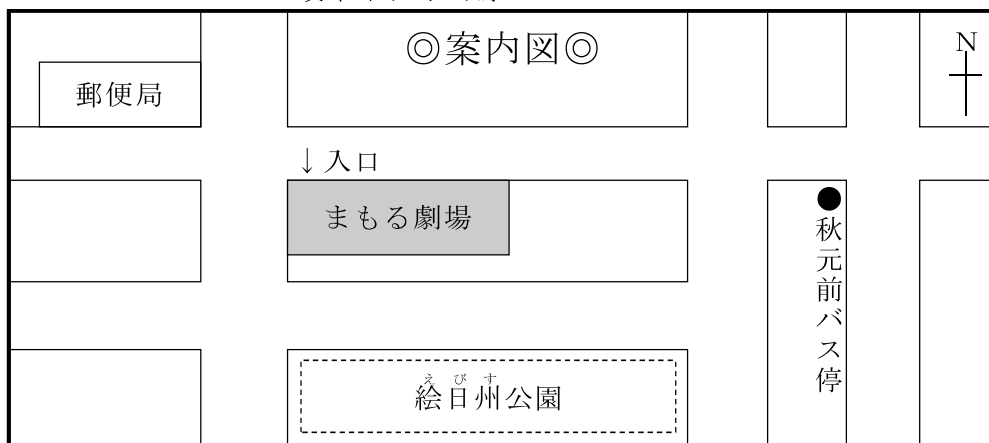 ◎案内図◎
N
郵便局
↓入口
まもる劇場
●秋元前バス停
えびす
絵日州公園